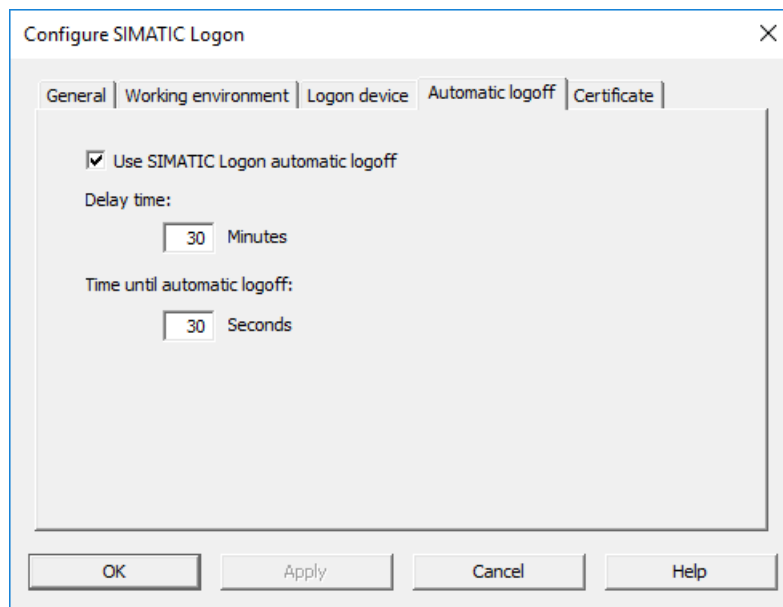 Configure SIMATIC Logon
General Working environment Logon device Automatic logoff Certificate
Use SIMATIC Logon automatic logoff
Delay time:
30 Minutes
Time until automatic logoff:
30 Seconds
OK Apply Cancel Help